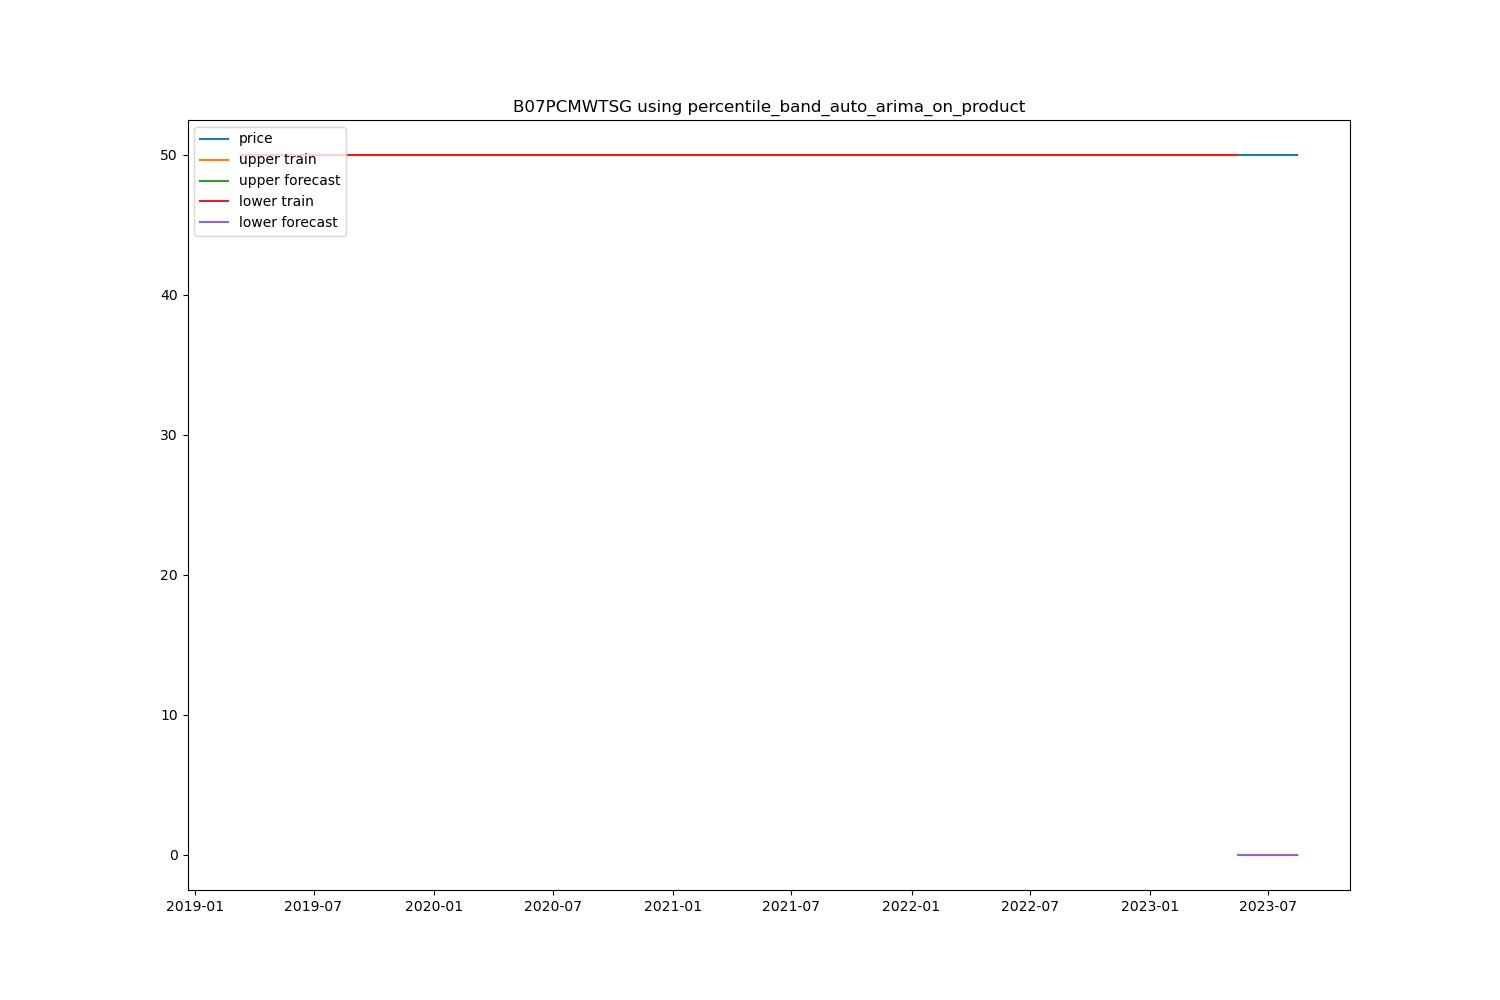 B07PCMWTSG using percentile_band_auto_arima_on_product
price
upper train
upper forecast
lower train
lower forecast
50
40
30
20
10
0
2019-01 2019-07 2020-01 2020-07 2021-01 2021-07 2022-01 2022-07 2023-01 2023-07